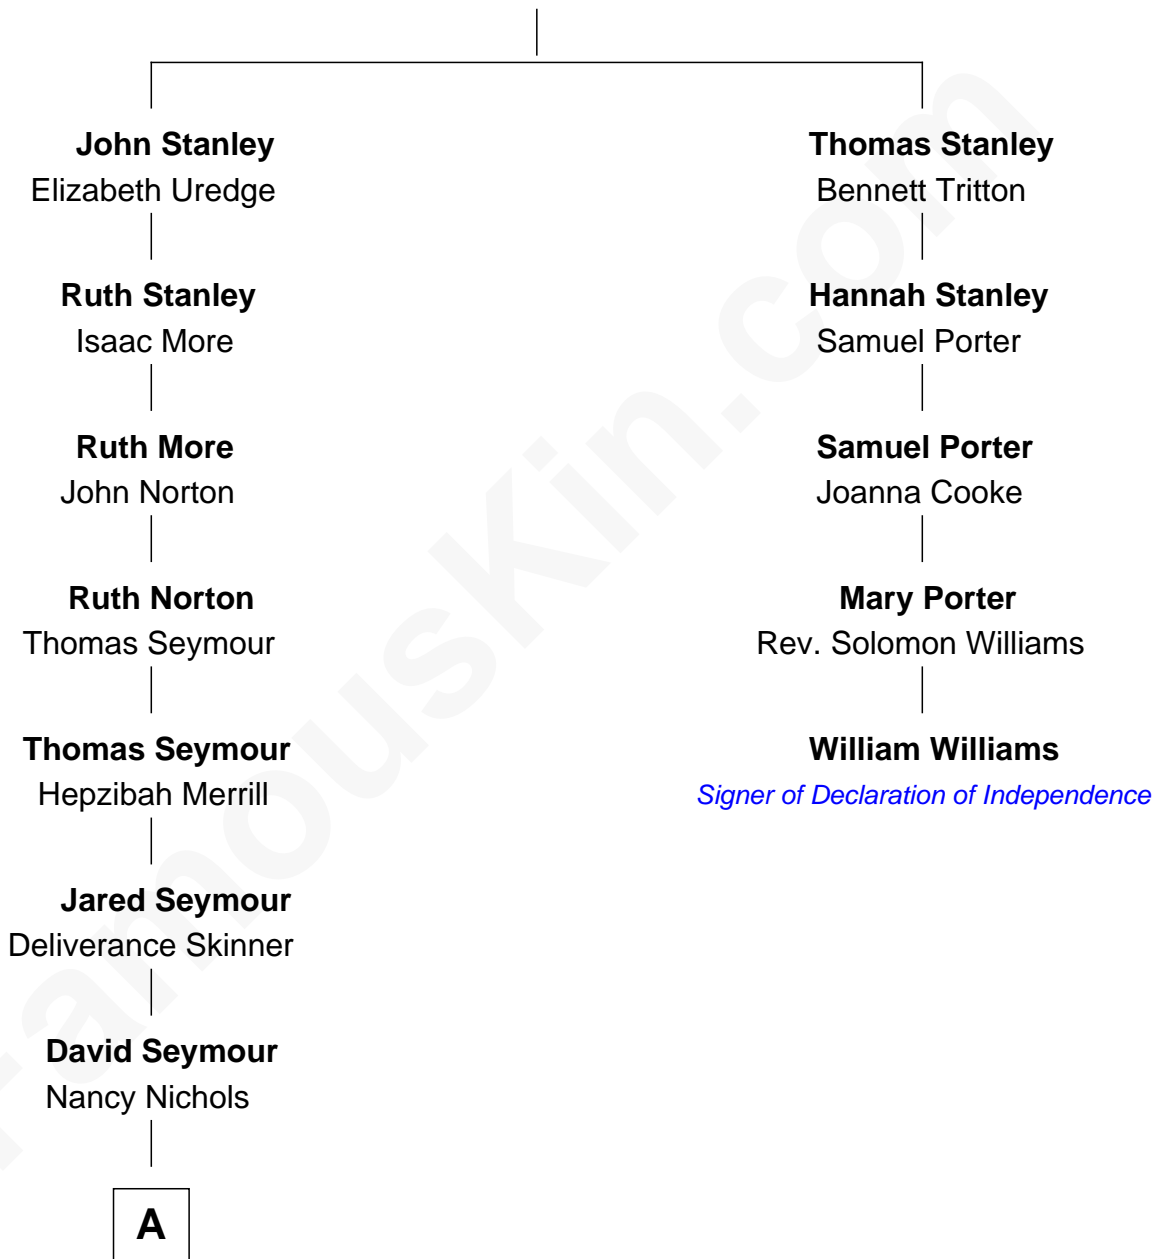 John Stanley
Elizabeth Uredge
Ruth Stanley
Isaac More
Ruth More
John Norton
Ruth Norton
Thomas Seymour
Thomas Seymour
Hepzibah Merrill
Jared Seymour
Deliverance Skinner
David Seymour
Nancy Nichols
A
Thomas Stanley
Bennett Tritton
Hannah Stanley
Samuel Porter
Samuel Porter
Joanna Cooke
Mary Porter
Rev. Solomon Williams
William Williams
Signer of Declaration of Independence
FamousKin.com